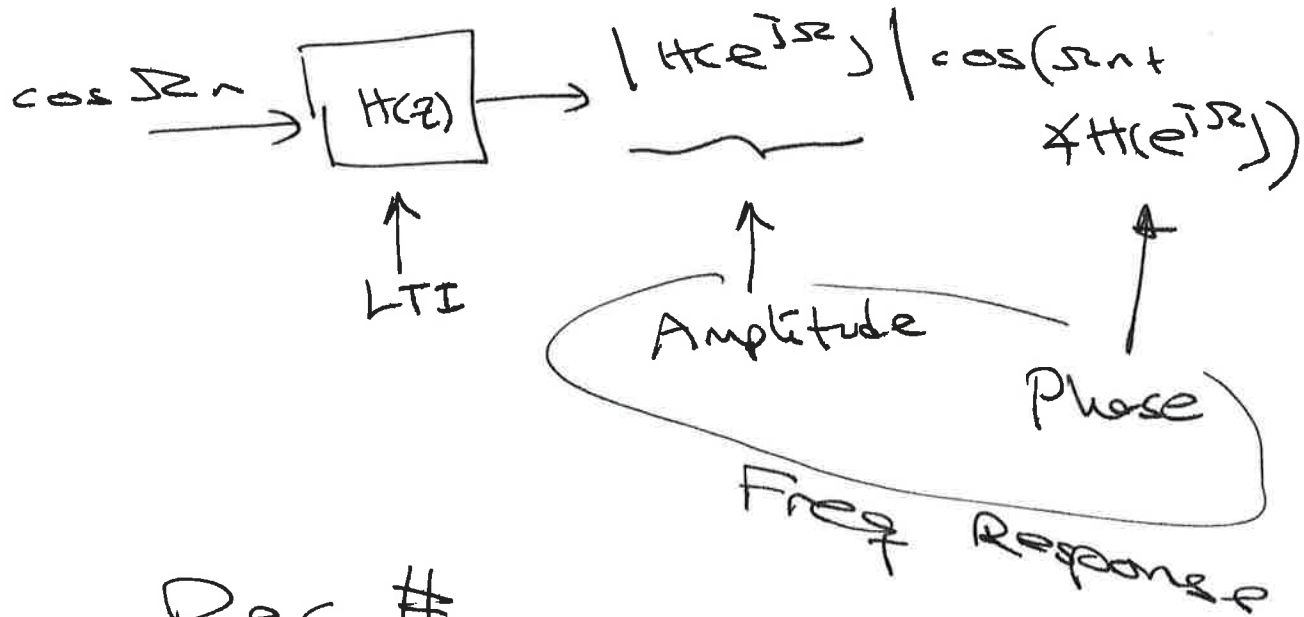 cos Ωn
H(z)
|H(e^{jΩ})| cos(Ωn +
∡H(e^{jΩ}))
LTI
Amplitude
Phase
Freq Response